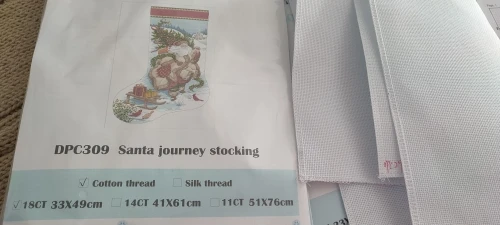 DPC309 Santa journey stocking
☑ Cotton thread ☐ Silk thread
☑ 18CT 33X49cm ☐ 14CT 41X61cm ☐ 11CT 51X76cm